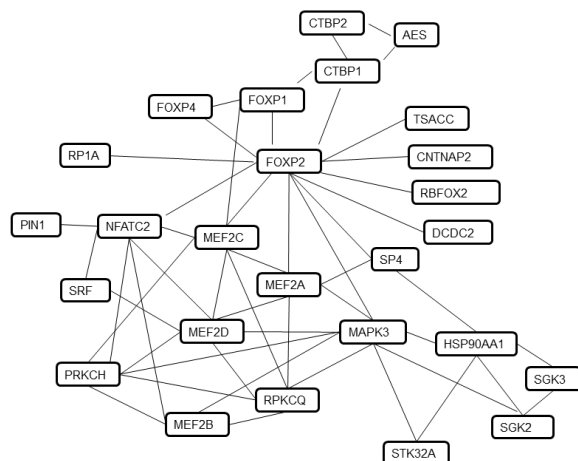 CTBP2
AES
CTBP1
FOXP4
FOXP1
TSACC
RP1A
FOXP2
CNTNAP2
RBFOX2
PIN1
NFATC2
MEF2C
DCDC2
SP4
SRF
MEF2A
MEF2D
MAPK3
HSP90AA1
PRKCH
SGK3
RPKCQ
MEF2B
SGK2
STK32A